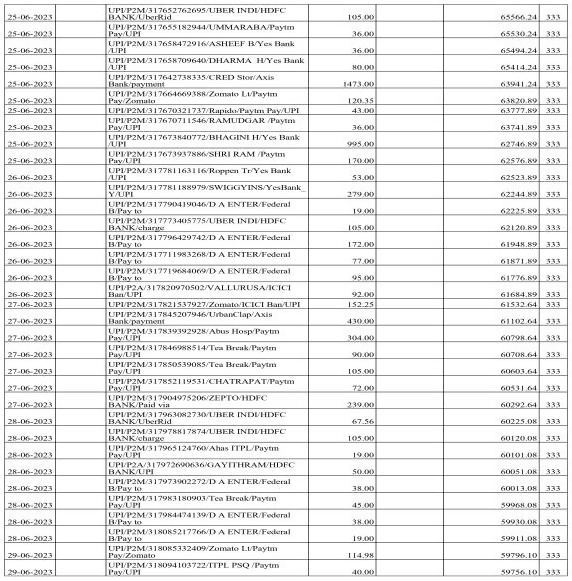 UPI/P2M/317652762695/UBER INDI/HDFC
25-06-2023 BANK/UberRid 105.00 65566.24 333
UPI/P2M/317655182944/UMMARABA/Paytm
25-06-2023 Pay/UPI 36.00 65530.24 333
UPI/P2M/317658472916/ASHEEF B/Yes Bank
25-06-2023 /UPI 36.00 65494.24 333
UPI/P2M/317658709640/DHARMA H/Yes Bank
25-06-2023 /UPI 80.00 65414.24 333
UPI/P2M/317642738335/CRED Stor/Axis
25-06-2023 Bank/payment 1473.00 63941.24 333
UPI/P2M/317664669388/Zomato Lt/Paytm
25-06-2023 Pay/Zomato 120.35 63820.89 333
25-06-2023 UPI/P2M/317670321737/Rapido/Paytm Pay/UPI 43.00 63777.89 333
UPI/P2M/317670711546/RAMUDGAR /Paytm
25-06-2023 Pay/UPI 36.00 63741.89 333
UPI/P2M/317673840772/BHAGINI H/Yes Bank
25-06-2023 /UPI 995.00 62746.89 333
UPI/P2M/317673937886/SHRI RAM /Paytm
25-06-2023 Pay/UPI 170.00 62576.89 333
UPI/P2M/317781163116/Roppen Tr/Yes Bank
26-06-2023 /UPI 53.00 62523.89 333
UPI/P2M/317781188979/SWIGGYINS/YesBank_
26-06-2023 Y/UPI 279.00 62244.89 333
UPI/P2M/317790419046/D A ENTER/Federal
26-06-2023 B/Pay to 19.00 62225.89 333
UPI/P2M/317773405775/UBER INDI/HDFC
26-06-2023 BANK/charge 105.00 62120.89 333
UPI/P2M/317796429742/D A ENTER/Federal
26-06-2023 B/Pay to 172.00 61948.89 333
UPI/P2M/317711983268/D A ENTER/Federal
26-06-2023 B/Pay to 77.00 61871.89 333
UPI/P2M/317719684069/D A ENTER/Federal
26-06-2023 B/Pay to 95.00 61776.89 333
UPI/P2A/317820970502/VALLURUSA/ICICI
26-06-2023 Ban/UPI 92.00 61684.89 333
27-06-2023 UPI/P2M/317821537927/Zomato/ICICI Ban/UPI 152.25 61532.64 333
UPI/P2M/317845207946/UrbanClap/Axis
27-06-2023 Bank/payment 430.00 61102.64 333
UPI/P2M/317839392928/Abus Hosp/Paytm
27-06-2023 Pay/UPI 304.00 60798.64 333
UPI/P2M/317846988514/Tea Break/Paytm
27-06-2023 Pay/UPI 90.00 60708.64 333
UPI/P2M/317850539085/Tea Break/Paytm
27-06-2023 Pay/UPI 105.00 60603.64 333
UPI/P2M/317852119531/CHATRAPAT/Paytm
27-06-2023 Pay/UPI 72.00 60531.64 333
UPI/P2M/317904975206/ZEPTO/HDFC
27-06-2023 BANK/Paid via 239.00 60292.64 333
UPI/P2M/317963082730/UBER INDI/HDFC
28-06-2023 BANK/UberRid 67.56 60225.08 333
UPI/P2M/317978817874/UBER INDI/HDFC
28-06-2023 BANK/charge 105.00 60120.08 333
UPI/P2M/317965124760/Ahas ITPL/Paytm
28-06-2023 Pay/UPI 19.00 60101.08 333
UPI/P2A/317972690636/GAYITHRAM/HDFC
28-06-2023 BANK/UPI 50.00 60051.08 333
UPI/P2M/317973902272/D A ENTER/Federal
28-06-2023 B/Pay to 38.00 60013.08 333
UPI/P2M/317983180903/Tea Break/Paytm
28-06-2023 Pay/UPI 45.00 59968.08 333
UPI/P2M/317984474139/D A ENTER/Federal
28-06-2023 B/Pay to 38.00 59930.08 333
UPI/P2M/318085217766/D A ENTER/Federal
28-06-2023 B/Pay to 19.00 59911.08 333
UPI/P2M/318085332409/Zomato Lt/Paytm
29-06-2023 Pay/Zomato 114.98 59796.10 333
UPI/P2M/318094103722/ITPL PSQ /Paytm
29-06-2023 Pay/UPI 40.00 59756.10 333